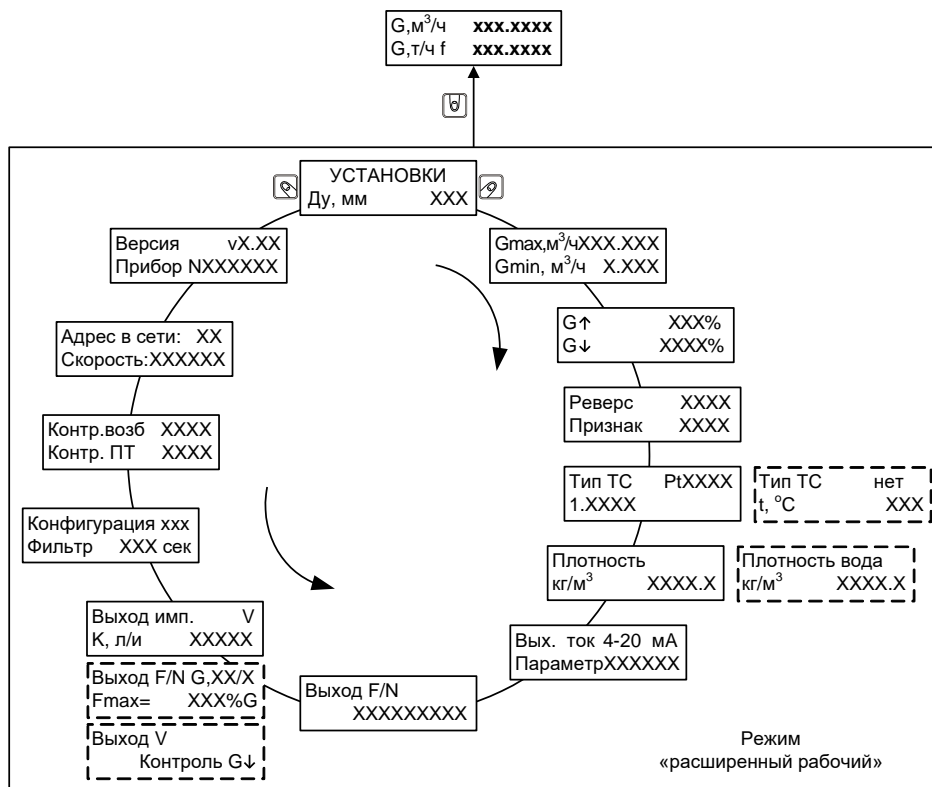 G,м³/ч xxx.xxxx
G,т/ч f xxx.xxxx
УСТАНОВКИ
Ду, мм XXX
Gmax,м³/чXXX.XXX
Gmin, м³/ч X.XXX
G↑ XXX%
G↓ XXXX%
Реверс XXXX
Признак XXXX
Тип ТС PtXXXX
1.XXXX
Тип ТС нет
t, °C XXX
Плотность
кг/м³ XXXX.X
Плотность вода
кг/м³ XXXX.X
Вых. ток 4-20 мА
ПараметрXXXXXX
Выход F/N
XXXXXXXXX
Выход имп. V
K, л/и XXXXX
Выход F/N G,XX/X
Fmax= XXX%G
Выход V
Контроль G↓
Конфигурация xxx
Фильтр XXX сек
Контр.возб XXXX
Контр. ПТ XXXX
Адрес в сети: XX
Скорость:XXXXXX
Версия vX.XX
Прибор NXXXXXX
Режим
«расширенный рабочий»